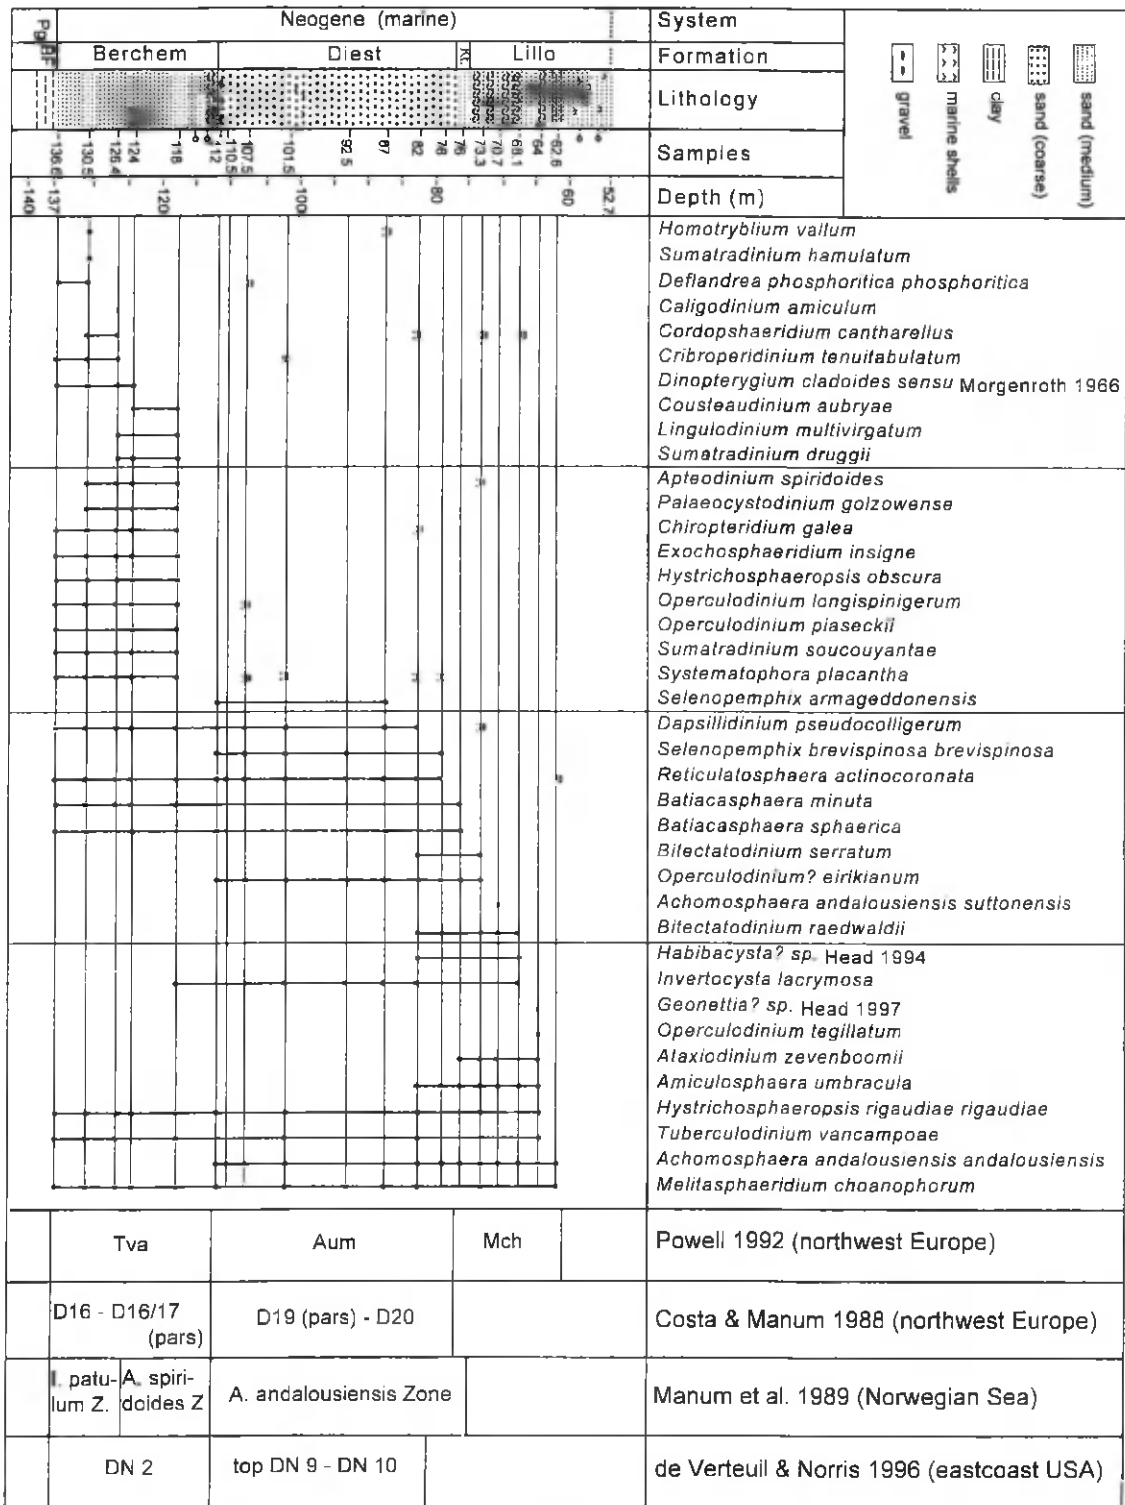 Neogene (marine)
System
Berchem
Diest
Kt.
Lillo
Formation
Lithology
136.6
130.5
126.4
124
118
112
110.5
107.5
101.5
92.5
87
82
78
76
73.3
70.7
68.1
64
62.6
Samples
-140
137
-120
-100
-80
-60
52.7
Depth (m)
gravel
marine shells
clay
sand (coarse)
sand (medium)
Homotryblium vallum
Sumatradinium hamulatum
Deflandrea phosphoritica phosphoritica
Caligodinium amiculum
Cordopshaeridium cantharellus
Cribroperidinium tenuitabulatum
Dinopterygium cladoides sensu Morgenroth 1966
Cousteaudinium aubryae
Lingulodinium multivirgatum
Sumatradinium druggii
Apteodinium spiridoides
Palaeocystodinium golzowense
Chiropteridium galea
Exochosphaeridium insigne
Hystrichosphaeropsis obscura
Operculodinium longispinigerum
Operculodinium piaseckii
Sumatradinium soucouyantae
Systematophora placantha
Selenopemphix armageddonensis
Dapsillidinium pseudocolligerum
Selenopemphix brevispinosa brevispinosa
Reticulatosphaera actinocoronata
Batiacasphaera minuta
Batiacasphaera sphaerica
Bitectatodinium serratum
Operculodinium? eirikianum
Achomosphaera andalousiensis suttonensis
Bitectatodinium raedwaldii
Habibacysta? sp. Head 1994
Invertocysta lacrymosa
Geonettia? sp. Head 1997
Operculodinium tegillatum
Ataxiodinium zevenboomii
Amiculosphaera umbracula
Hystrichosphaeropsis rigaudiae rigaudiae
Tuberculodinium vancampoae
Achomosphaera andalousiensis andalousiensis
Melitasphaeridium choanophorum
Tva
Aum
Mch
Powell 1992 (northwest Europe)
D16 - D16/17
(pars)
D19 (pars) - D20
Costa & Manum 1988 (northwest Europe)
I. patu-
lum Z.
A. spiri-
doides Z
A. andalousiensis Zone
Manum et al. 1989 (Norwegian Sea)
DN 2
top DN 9 - DN 10
de Verteuil & Norris 1996 (eastcoast USA)